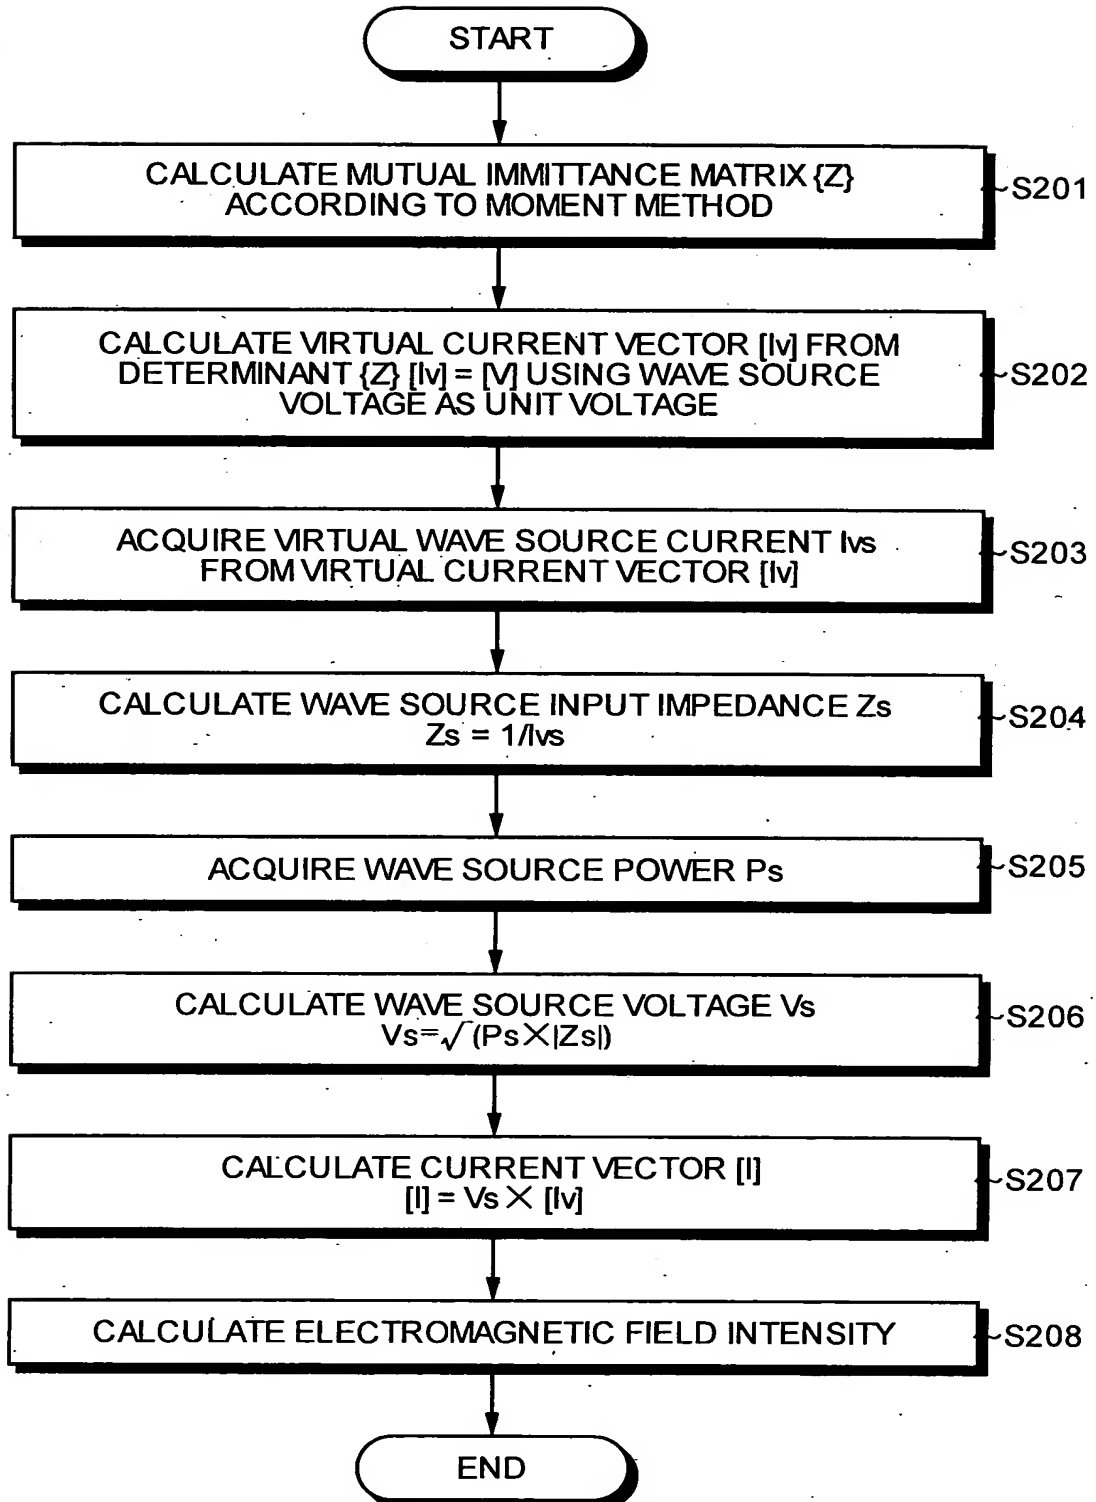 START
CALCULATE MUTUAL IMMITTANCE MATRIX {Z}
ACCORDING TO MOMENT METHOD
S201
CALCULATE VIRTUAL CURRENT VECTOR [Iv] FROM
DETERMINANT {Z} [Iv] = [V] USING WAVE SOURCE
VOLTAGE AS UNIT VOLTAGE
S202
ACQUIRE VIRTUAL WAVE SOURCE CURRENT Ivs
FROM VIRTUAL CURRENT VECTOR [Iv]
S203
CALCULATE WAVE SOURCE INPUT IMPEDANCE Zs
Zs = 1/Ivs
S204
ACQUIRE WAVE SOURCE POWER Ps
S205
CALCULATE WAVE SOURCE VOLTAGE Vs
Vs=√(Ps×|Zs|)
S206
CALCULATE CURRENT VECTOR [I]
[I] = Vs × [Iv]
S207
CALCULATE ELECTROMAGNETIC FIELD INTENSITY
S208
END